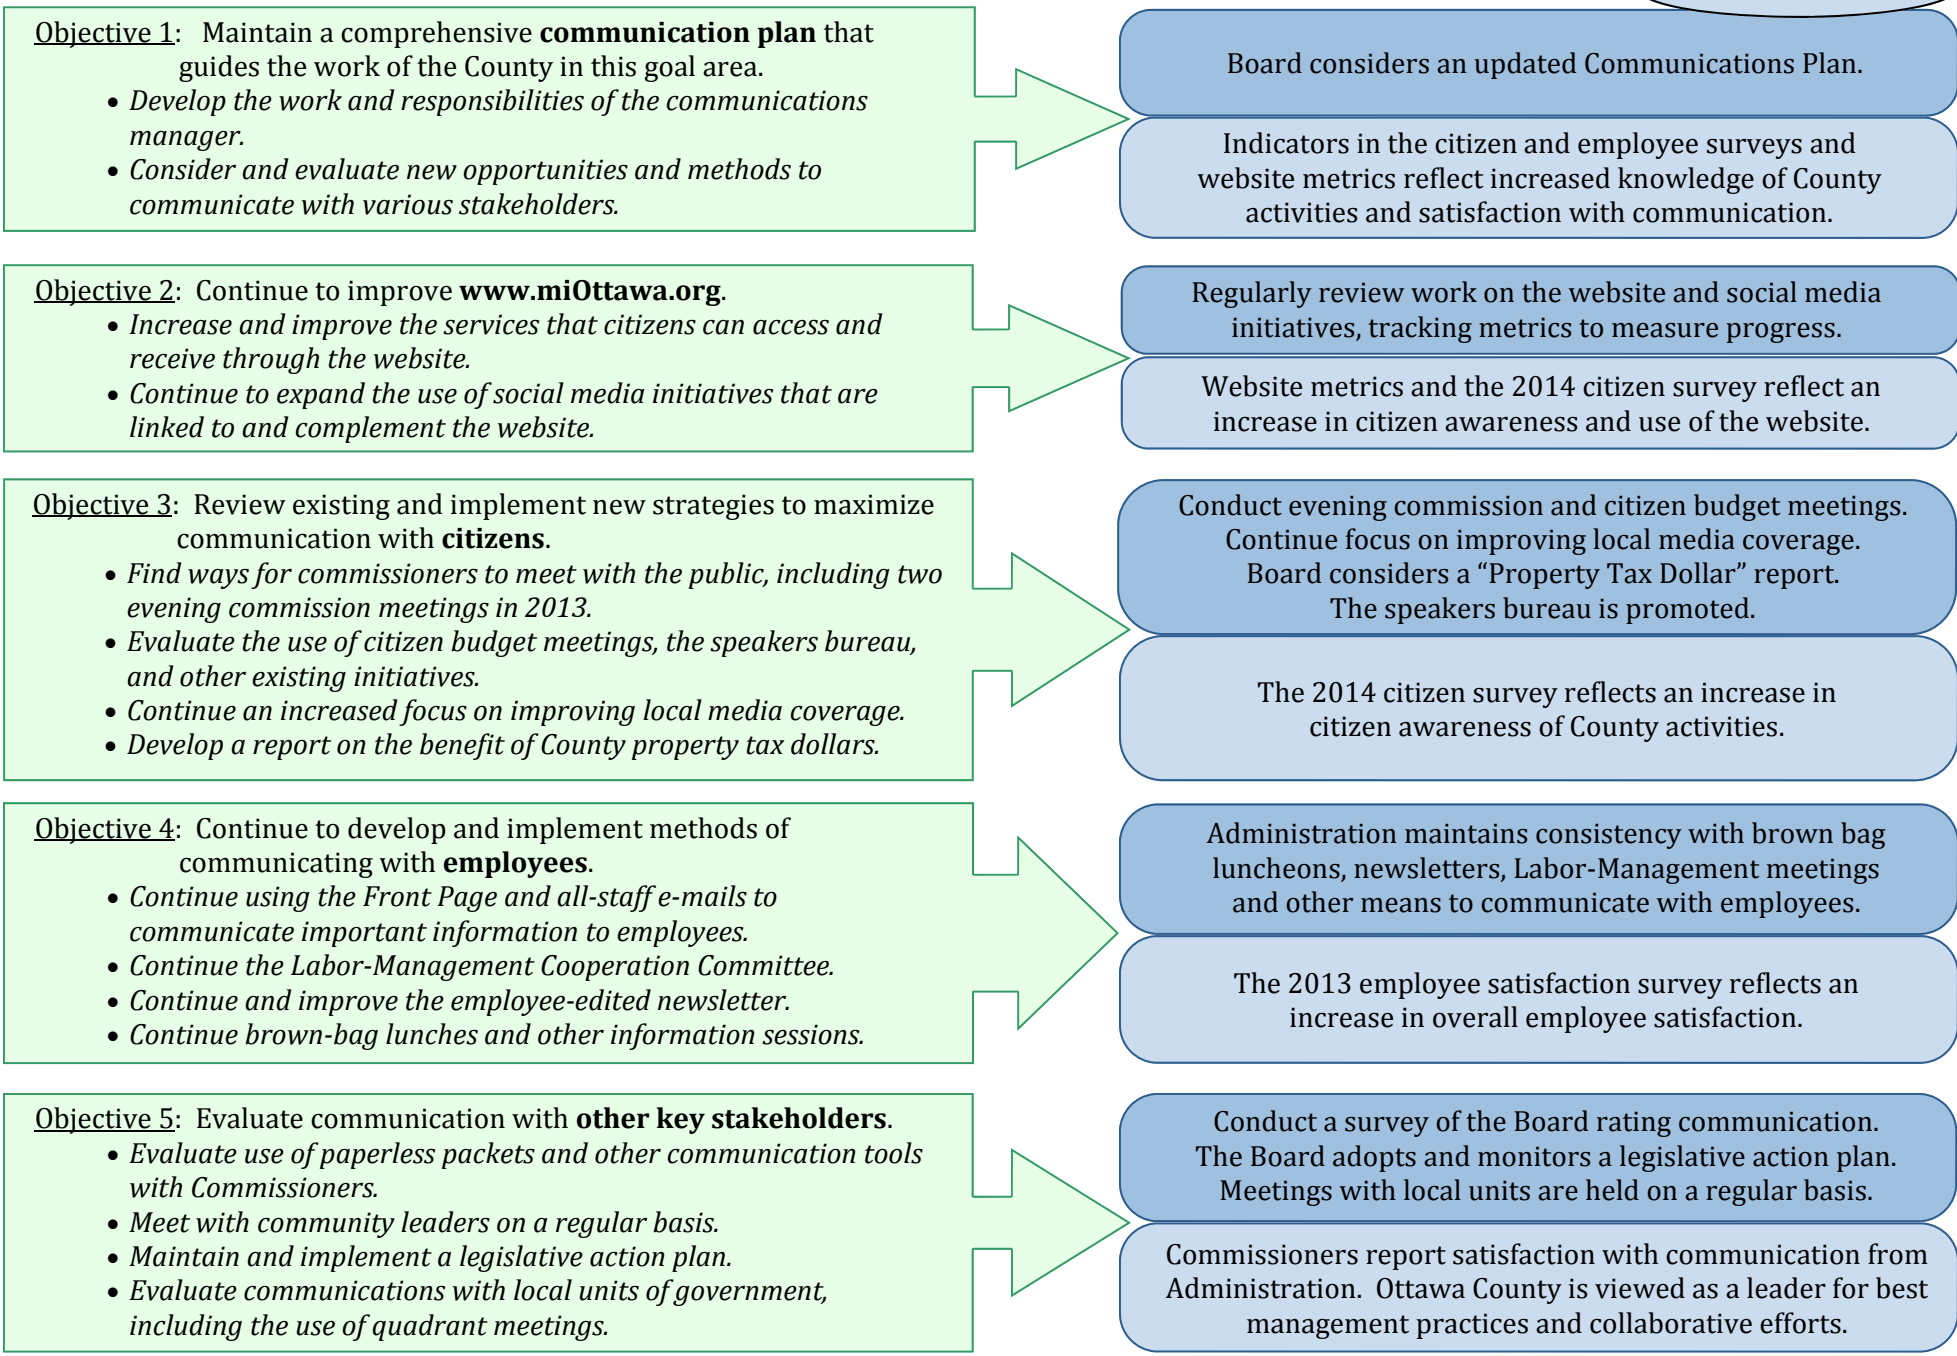 Objective 1: Maintain a comprehensive communication plan that
guides the work of the County in this goal area.
• Develop the work and responsibilities of the communications
manager.
• Consider and evaluate new opportunities and methods to
communicate with various stakeholders.
Board considers an updated Communications Plan.
Indicators in the citizen and employee surveys and
website metrics reflect increased knowledge of County
activities and satisfaction with communication.
Objective 2: Continue to improve www.miOttawa.org.
• Increase and improve the services that citizens can access and
receive through the website.
• Continue to expand the use of social media initiatives that are
linked to and complement the website.
Regularly review work on the website and social media
initiatives, tracking metrics to measure progress.
Website metrics and the 2014 citizen survey reflect an
increase in citizen awareness and use of the website.
Objective 3: Review existing and implement new strategies to maximize
communication with citizens.
• Find ways for commissioners to meet with the public, including two
evening commission meetings in 2013.
• Evaluate the use of citizen budget meetings, the speakers bureau,
and other existing initiatives.
• Continue an increased focus on improving local media coverage.
• Develop a report on the benefit of County property tax dollars.
Conduct evening commission and citizen budget meetings.
Continue focus on improving local media coverage.
Board considers a “Property Tax Dollar” report.
The speakers bureau is promoted.
The 2014 citizen survey reflects an increase in
citizen awareness of County activities.
Objective 4: Continue to develop and implement methods of
communicating with employees.
• Continue using the Front Page and all-staff e-mails to
communicate important information to employees.
• Continue the Labor-Management Cooperation Committee.
• Continue and improve the employee-edited newsletter.
• Continue brown-bag lunches and other information sessions.
Administration maintains consistency with brown bag
luncheons, newsletters, Labor-Management meetings
and other means to communicate with employees.
The 2013 employee satisfaction survey reflects an
increase in overall employee satisfaction.
Objective 5: Evaluate communication with other key stakeholders.
• Evaluate use of paperless packets and other communication tools
with Commissioners.
• Meet with community leaders on a regular basis.
• Maintain and implement a legislative action plan.
• Evaluate communications with local units of government,
including the use of quadrant meetings.
Conduct a survey of the Board rating communication.
The Board adopts and monitors a legislative action plan.
Meetings with local units are held on a regular basis.
Commissioners report satisfaction with communication from
Administration. Ottawa County is viewed as a leader for best
management practices and collaborative efforts.